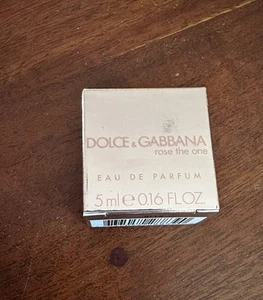 DOLCE & GABBANA
rose the one
EAU DE PARFUM
5 ml e 0.16 FL.OZ.